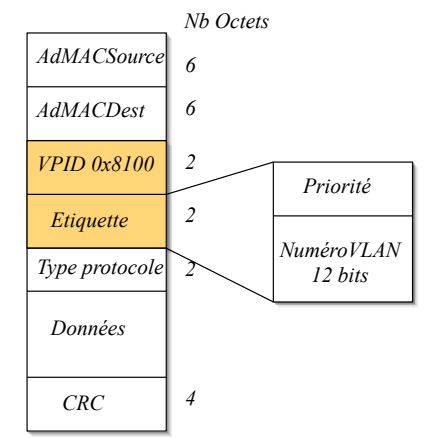 Nb Octets
AdMACSource 6
AdMACDest 6
VPID 0x8100 2
Etiquette 2
Type protocole 2
Données
CRC 4
Priorité
NuméroVLAN
12 bits